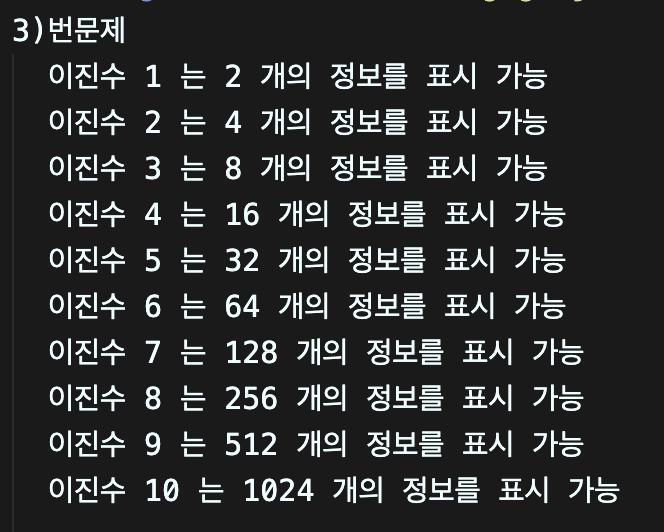 3)번문제
이진수 1 는 2 개의 정보를 표시 가능
이진수 2 는 4 개의 정보를 표시 가능
이진수 3 는 8 개의 정보를 표시 가능
이진수 4 는 16 개의 정보를 표시 가능
이진수 5 는 32 개의 정보를 표시 가능
이진수 6 는 64 개의 정보를 표시 가능
이진수 7 는 128 개의 정보를 표시 가능
이진수 8 는 256 개의 정보를 표시 가능
이진수 9 는 512 개의 정보를 표시 가능
이진수 10 는 1024 개의 정보를 표시 가능